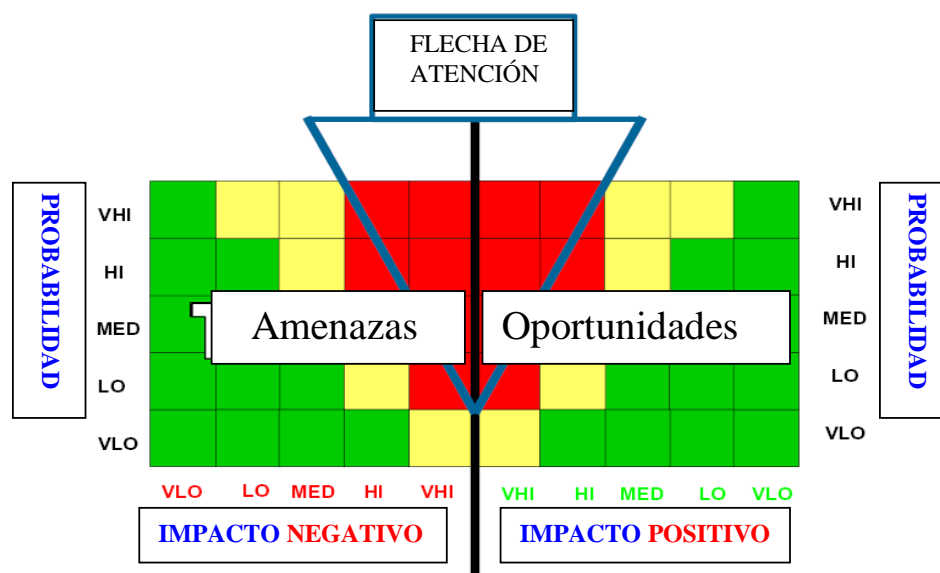 FLECHA DE
ATENCIÓN
PROBABILIDAD
VHI
HI
MED
LO
VLO
Amenazas
Oportunidades
VHI
HI
MED
LO
VLO
PROBABILIDAD
VLO LO MED HI VHI
VHI HI MED LO VLO
IMPACTO NEGATIVO
IMPACTO POSITIVO